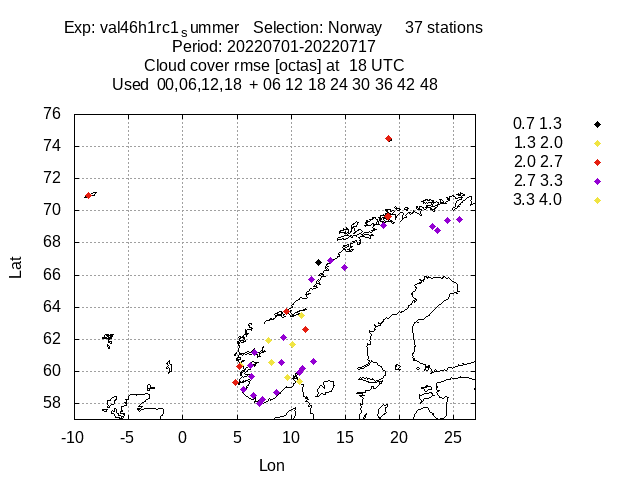 Exp: val46h1rc1summer Selection: Norway 37 stations
Period: 20220701-20220717
Cloud cover rmse [octas] at 18 UTC
Used 00,06,12,18 + 06 12 18 24 30 36 42 48
76
74
72
70
68
66
64
62
60
58
Lat
-10 -5 0 5 10 15 20 25
Lon
0.7 1.3
1.3 2.0
2.0 2.7
2.7 3.3
3.3 4.0